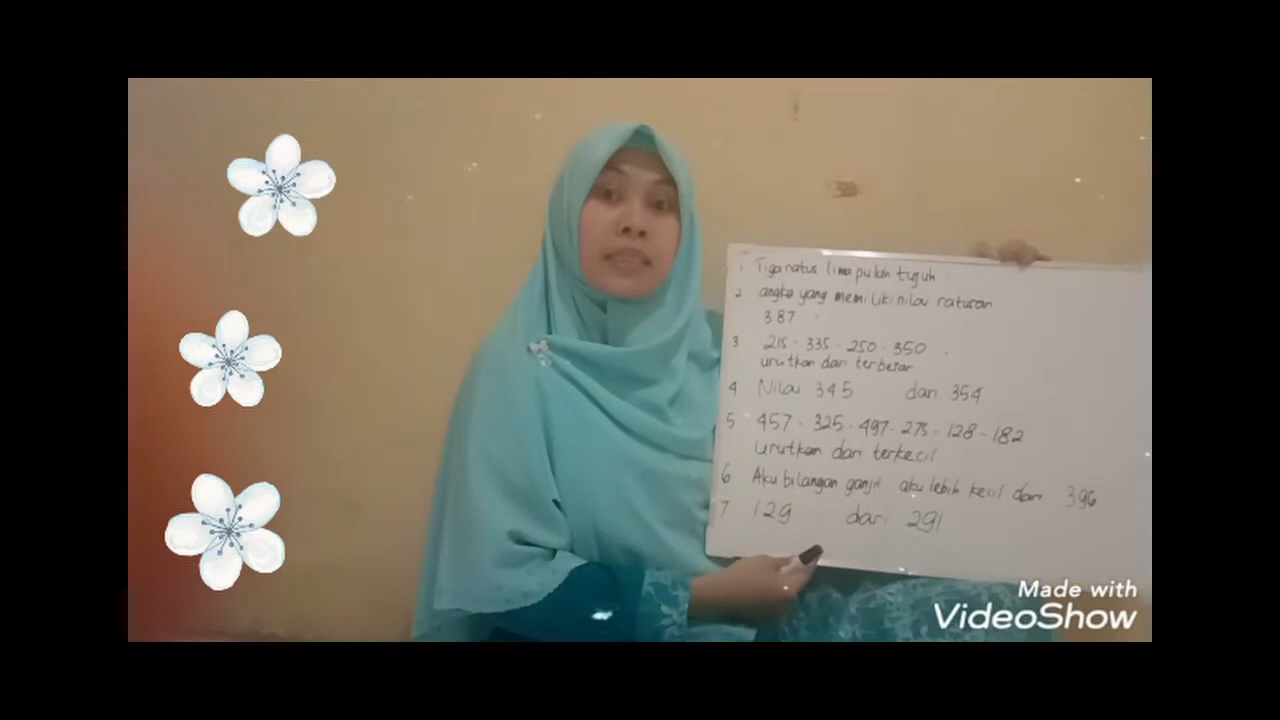 1 Tiga ratus lima puluh tujuh
2 angka yang memiliki nilai ratusan
387
3 215 - 335 - 250 - 350
urutkan dari terbesar
4 Nilai 345 dari 354
5 457 - 325 - 497 - 275 - 128 - 182
Urutkan dari terkecil
6 Aku bilangan ganjil aku lebih kecil dari 396
7 129 dari 291
Made with
VideoShow